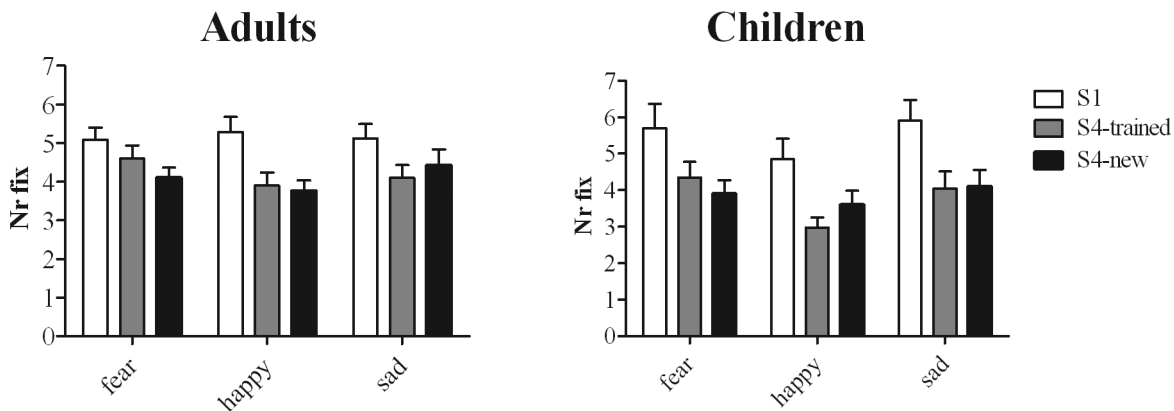 Adults
Nr fix
7
6
5
4
3
2
1
0
fear
happy
sad
Children
Nr fix
7
6
5
4
3
2
1
0
fear
happy
sad
S1
S4-trained
S4-new